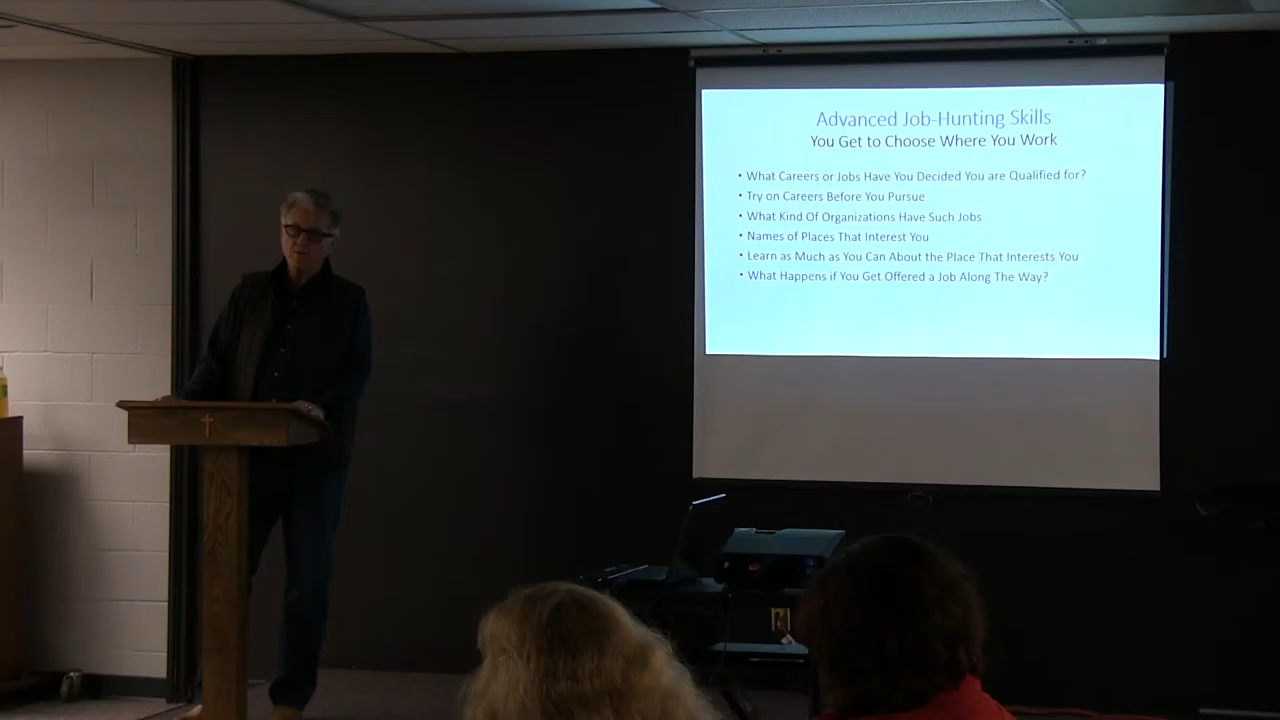 Advanced Job-Hunting Skills
You Get to Choose Where You Work
• What Careers or Jobs Have You Decided You are Qualified for?
• Try on Careers Before You Pursue
• What Kind Of Organizations Have Such Jobs
• Names of Places That Interest You
• Learn as Much as You Can About the Place That Interests You
• What Happens if You Get Offered a Job Along The Way?